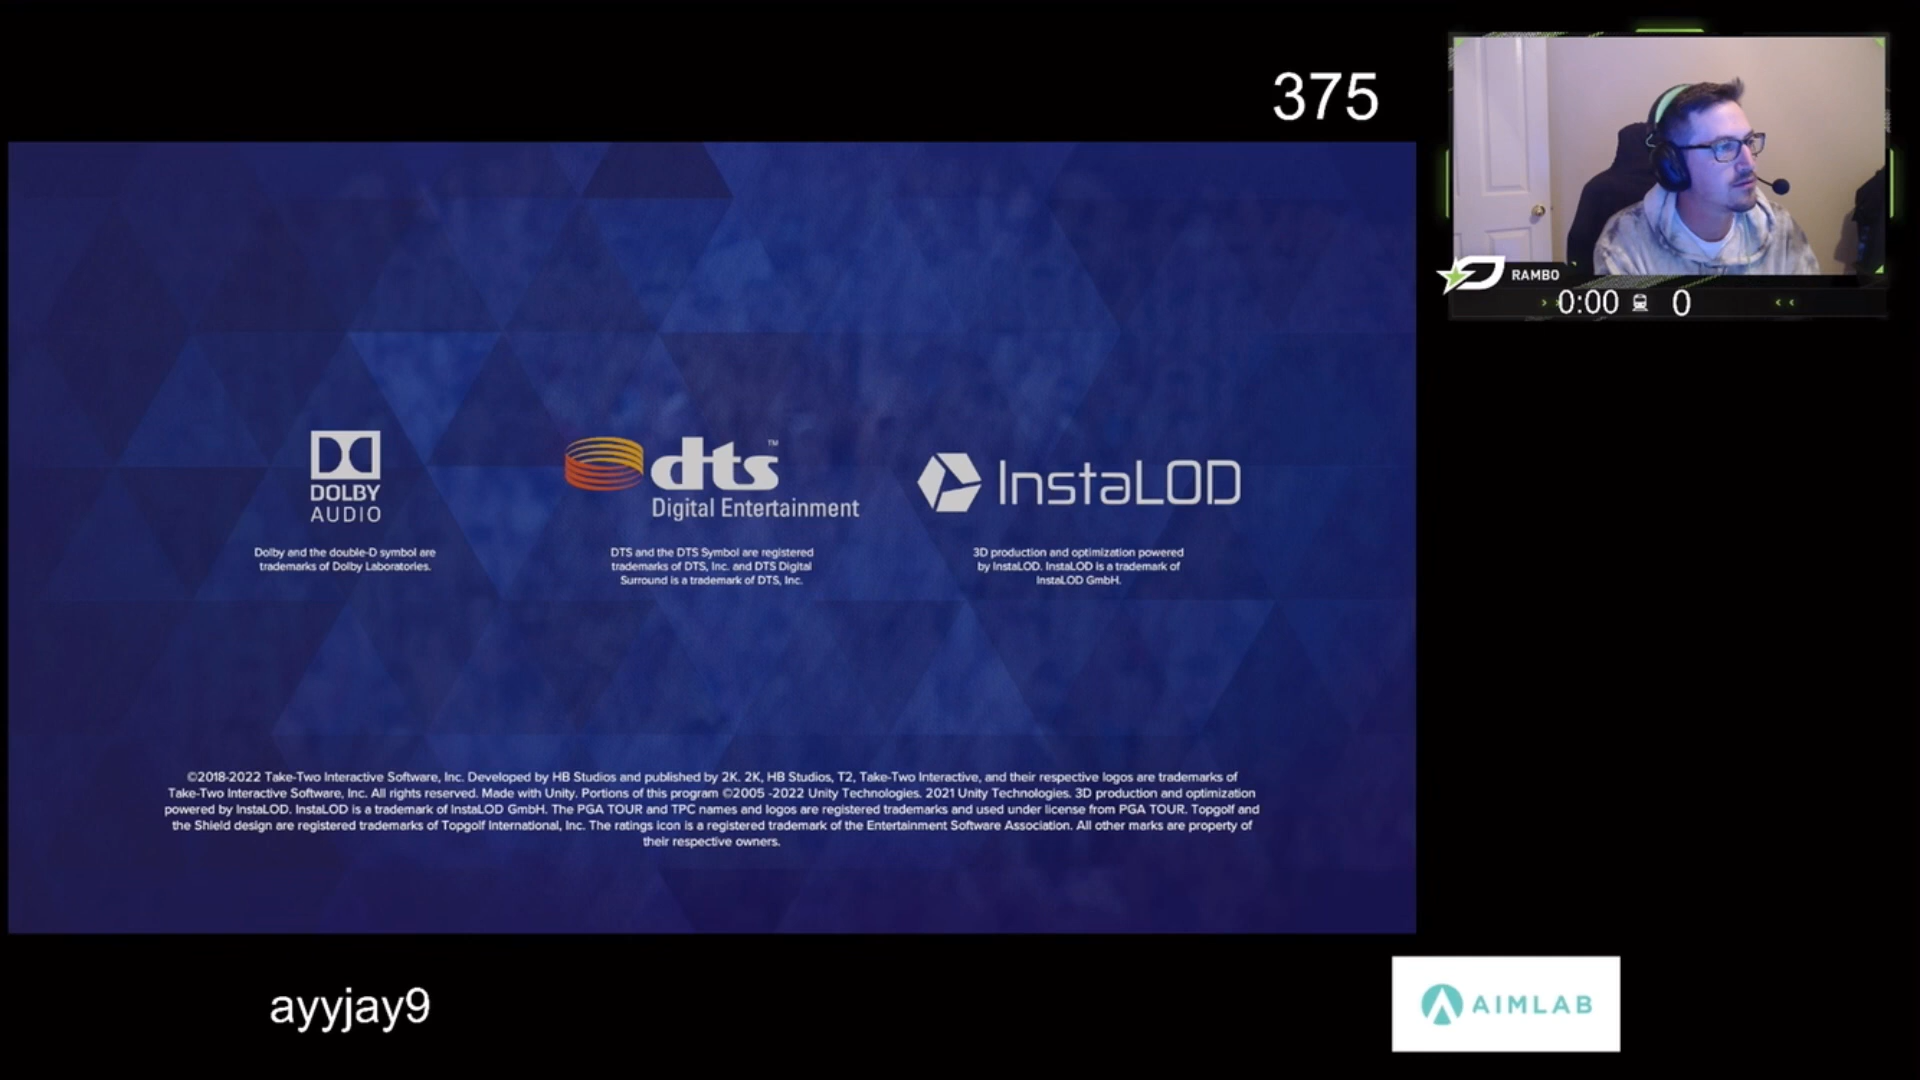 375
RAMBO
0:00 0
DOLBY
AUDIO
Dolby and the double-D symbol are
trademarks of Dolby Laboratories.
dts™
Digital Entertainment
DTS and the DTS Symbol are registered
trademarks of DTS, Inc. and DTS Digital
Surround is a trademark of DTS, Inc.
InstaLOD
3D production and optimization powered
by InstaLOD. InstaLOD is a trademark of
InstaLOD GmbH.
©2018-2022 Take-Two Interactive Software, Inc. Developed by HB Studios and published by 2K. 2K, HB Studios, T2, Take-Two Interactive, and their respective logos are trademarks of
Take-Two Interactive Software, Inc. All rights reserved. Made with Unity. Portions of this program ©2005 -2022 Unity Technologies. 2021 Unity Technologies. 3D production and optimization
powered by InstaLOD. InstaLOD is a trademark of InstaLOD GmbH. The PGA TOUR and TPC names and logos are registered trademarks and used under license from PGA TOUR. Topgolf and
the Shield design are registered trademarks of Topgolf International, Inc. The ratings icon is a registered trademark of the Entertainment Software Association. All other marks are property of
their respective owners.
ayyjay9
AIMLAB